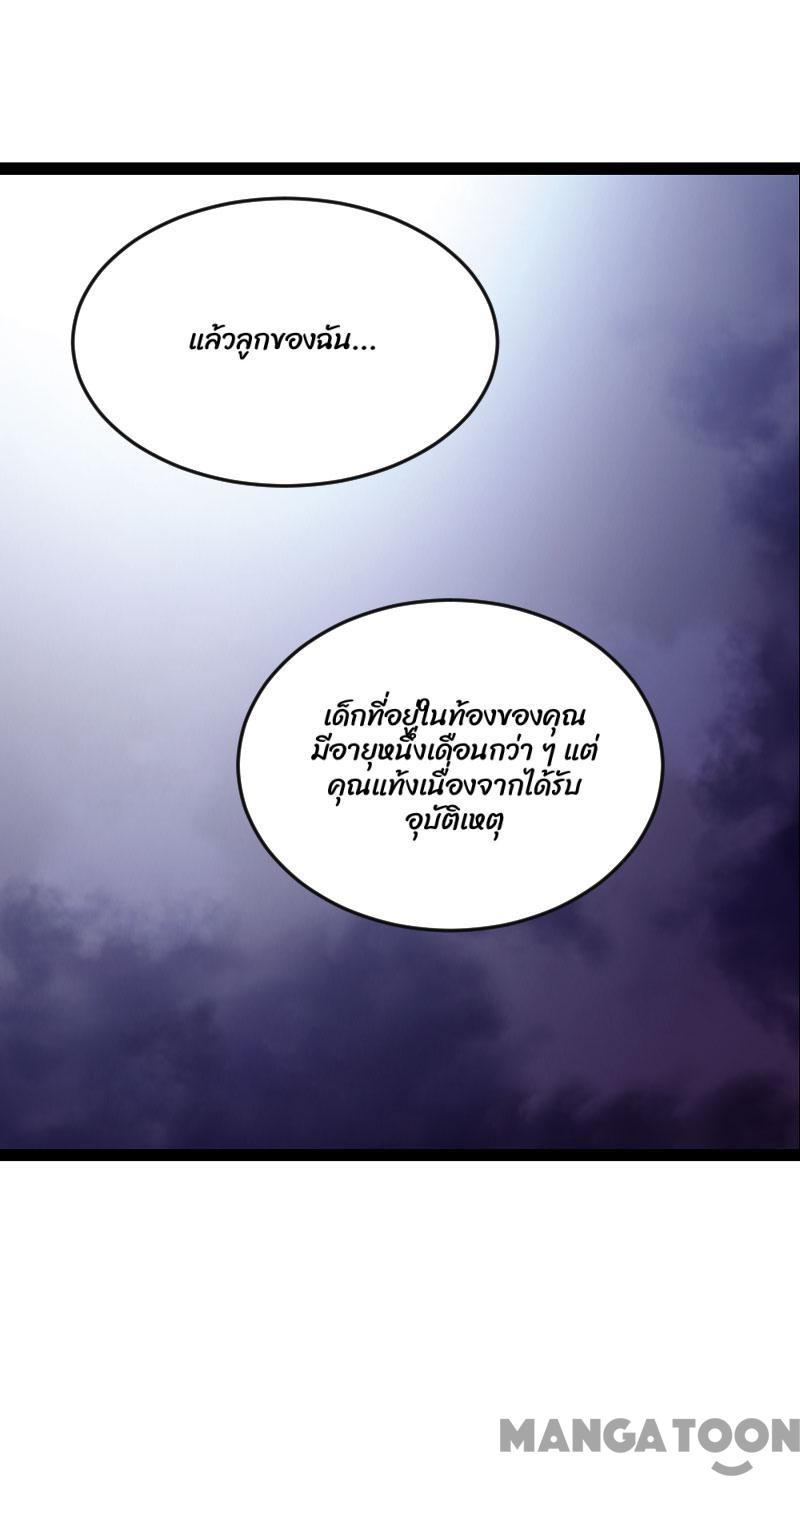 แล้วลูกของฉัน...
เด็กที่อยู่ในท้องของคุณ
มีอายุหนึ่งเดือนกว่า ๆ แต่
คุณแท้งเนื่องจากได้รับ
อุบัติเหตุ
MANGATOON